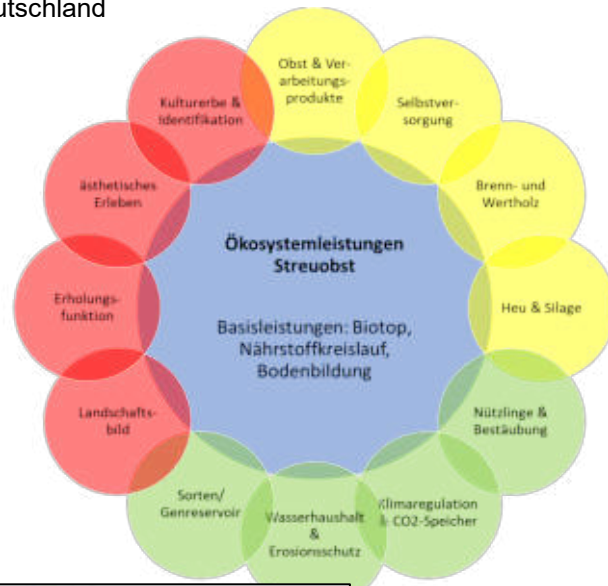 utschland
Obst & Ver-
arbeitungs-
produkte
Selbstver-
sorgung
Brenn- und
Wertholz
Heu & Silage
Nützlinge &
Bestäubung
Klimaregulation
& CO2-Speicher
Wasserhaushalt
&
Erosionsschutz
Sorten/
Genreservoir
Landschafts-
bild
Erholungs-
funktion
ästhetisches
Erleben
Kulturerbe &
Identifikation
Ökosystemleistungen
Streuobst
Basisleistungen: Biotop,
Nährstoffkreislauf,
Bodenbildung